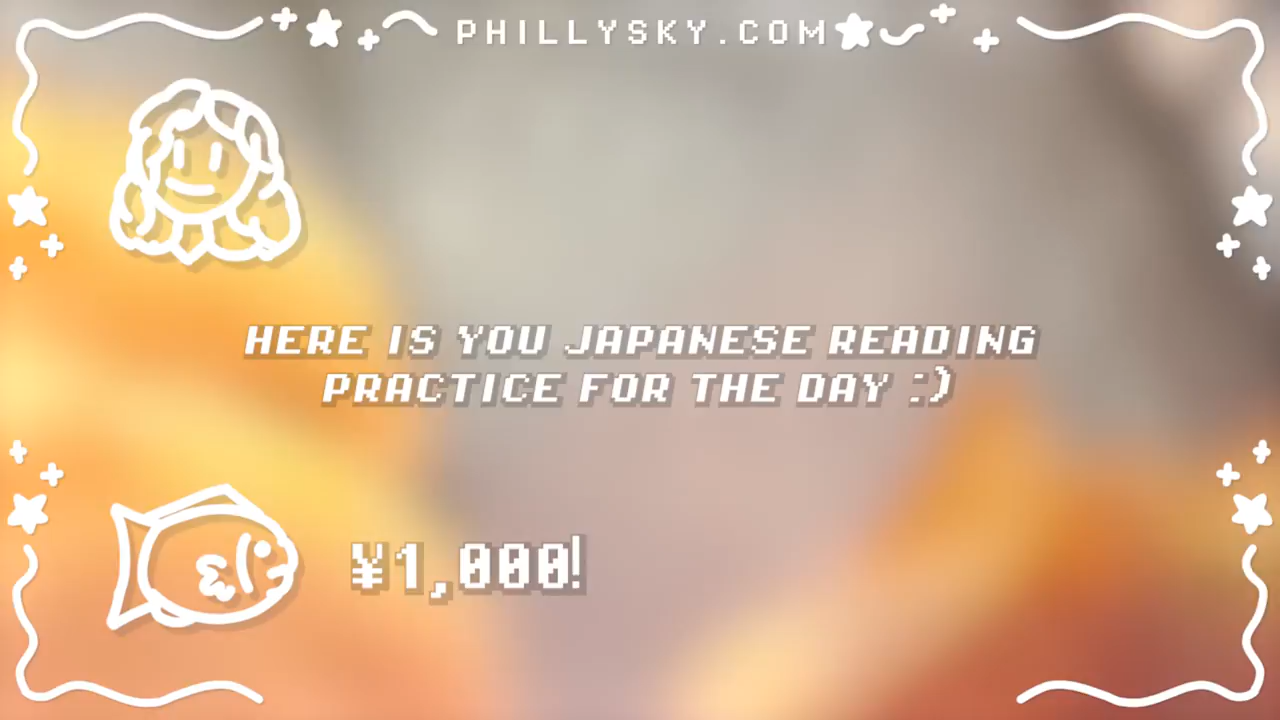 PHILLYSKY.COM
HERE IS YOU JAPANESE READING
PRACTICE FOR THE DAY :)
¥1,000!